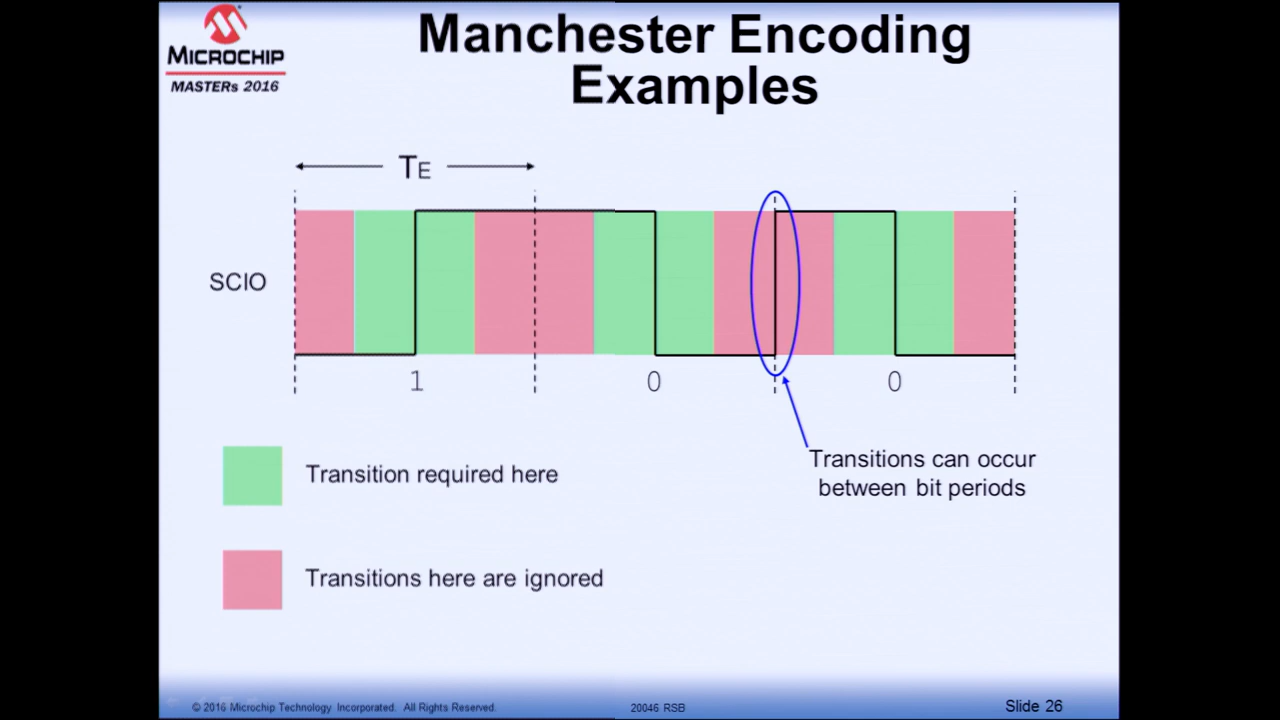 Manchester Encoding
Examples
MICROCHIP
MASTERs 2016
TE
SCIO
1
0
0
Transitions can occur
between bit periods
Transition required here
Transitions here are ignored
© 2016 Microchip Technology Incorporated. All Rights Reserved.
20046 RSB
Slide 26